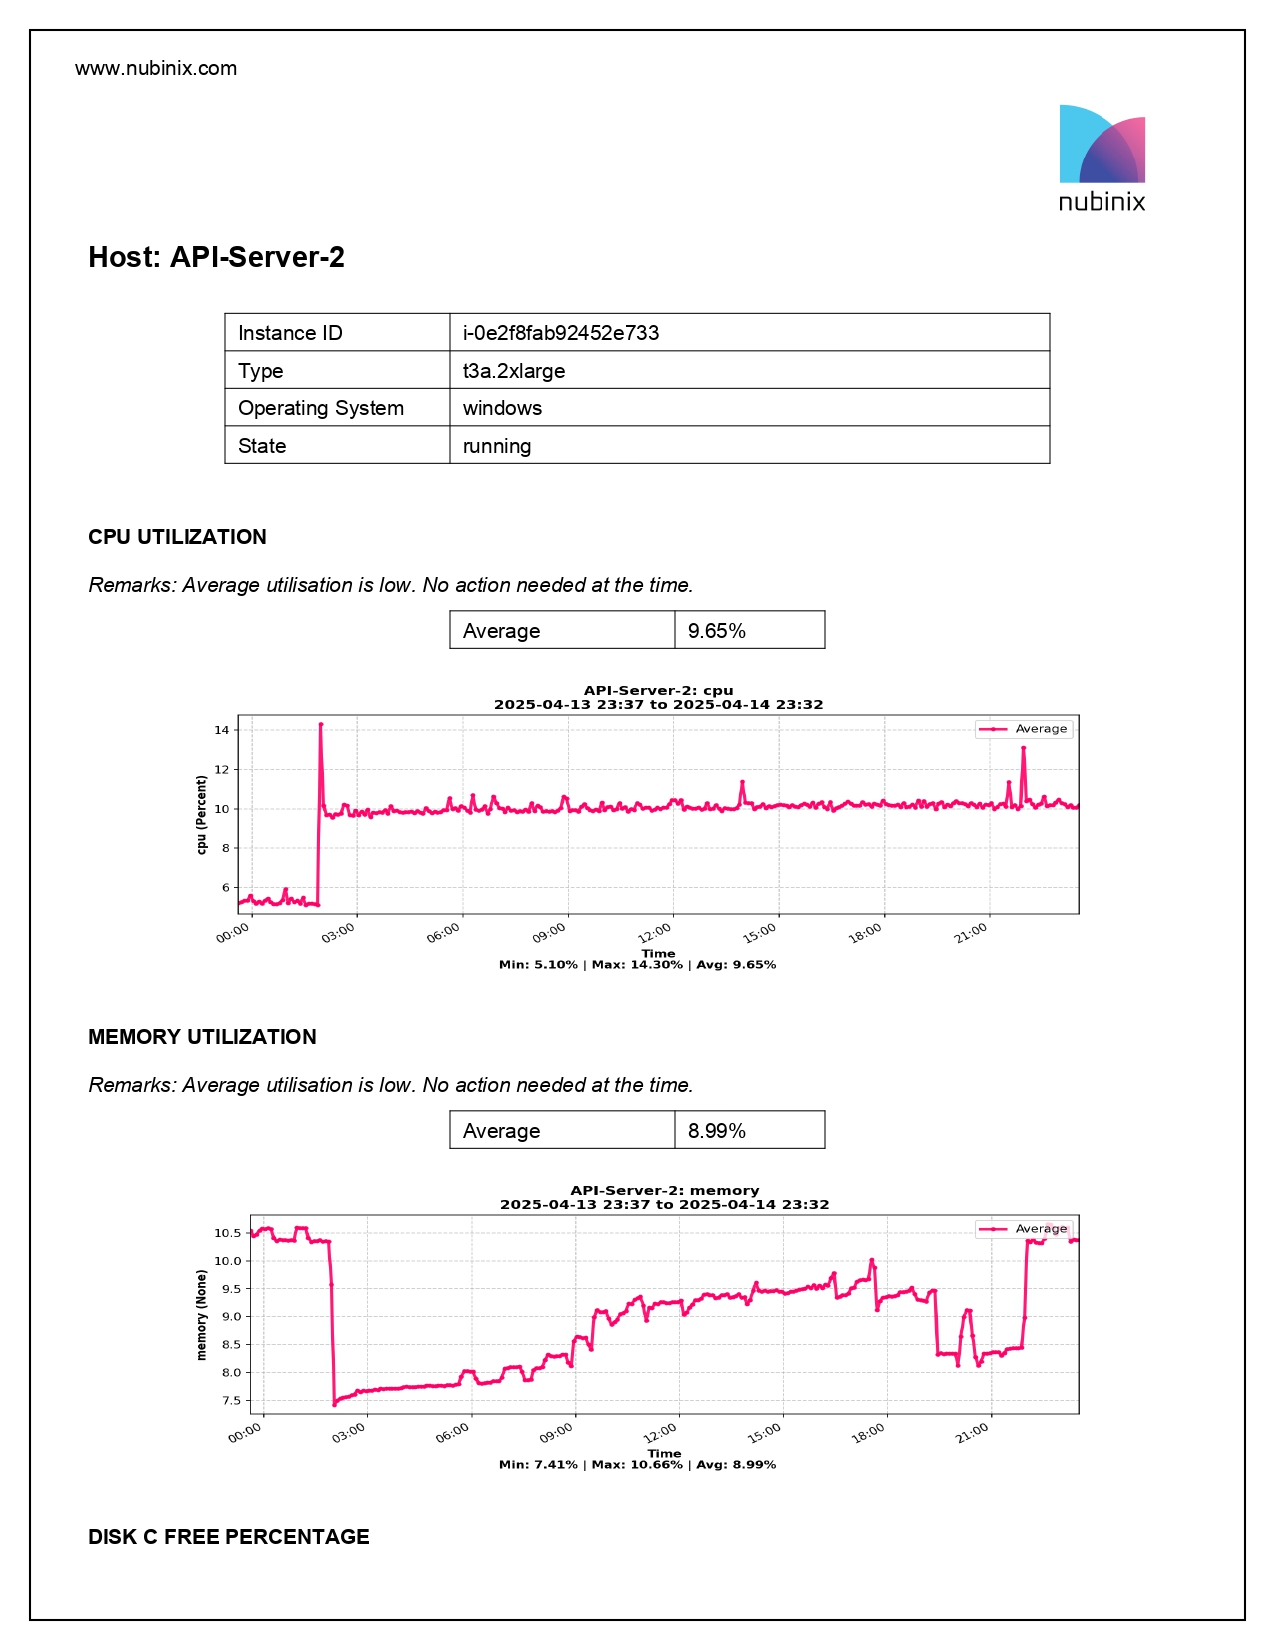 www.nubinix.com
nubinix
Host: API-Server-2
Instance ID i-0e2f8fab92452e733
Type t3a.2xlarge
Operating System windows
State running
CPU UTILIZATION
Remarks: Average utilisation is low. No action needed at the time.
Average 9.65%
API-Server-2: cpu
2025-04-13 23:37 to 2025-04-14 23:32
Average
14
12
10
8
6
cpu (Percent)
00:00 03:00 06:00 09:00 12:00 15:00 18:00 21:00
Time
Min: 5.10% | Max: 14.30% | Avg: 9.65%
MEMORY UTILIZATION
Remarks: Average utilisation is low. No action needed at the time.
Average 8.99%
API-Server-2: memory
2025-04-13 23:37 to 2025-04-14 23:32
Average
10.5
10.0
9.5
9.0
8.5
8.0
7.5
memory (None)
00:00 03:00 06:00 09:00 12:00 15:00 18:00 21:00
Time
Min: 7.41% | Max: 10.66% | Avg: 8.99%
DISK C FREE PERCENTAGE